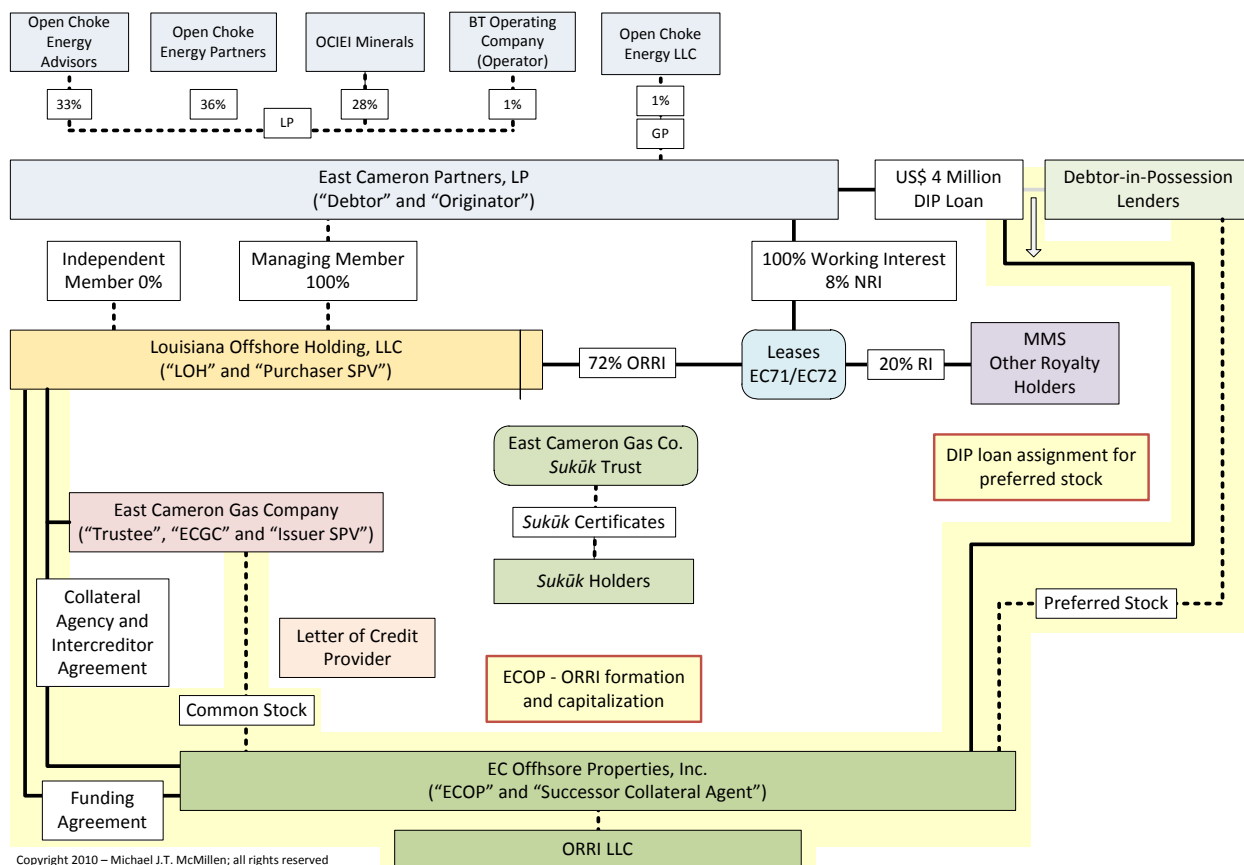 Open Choke
Energy
Advisors
Open Choke
Energy Partners
OCIEI Minerals
BT Operating
Company
(Operator)
Open Choke
Energy LLC
33%
36%
28%
1%
1%
LP
GP
East Cameron Partners, LP
(“Debtor” and “Originator”)
US$ 4 Million
DIP Loan
Debtor-in-Possession
Lenders
Independent
Member 0%
Managing Member
100%
100% Working Interest
8% NRI
Louisiana Offshore Holding, LLC
(“LOH” and “Purchaser SPV”)
72% ORRI
Leases
EC71/EC72
20% RI
MMS
Other Royalty
Holders
East Cameron Gas Co.
Sukūk Trust
DIP loan assignment for
preferred stock
East Cameron Gas Company
(“Trustee”, “ECGC” and “Issuer SPV”)
Sukūk Certificates
Sukūk Holders
Collateral
Agency and
Intercreditor
Agreement
Preferred Stock
Letter of Credit
Provider
ECOP - ORRI formation
and capitalization
Common Stock
EC Offhsore Properties, Inc.
(“ECOP” and “Successor Collateral Agent”)
Funding
Agreement
ORRI LLC
Copyright 2010 – Michael J.T. McMillen; all rights reserved